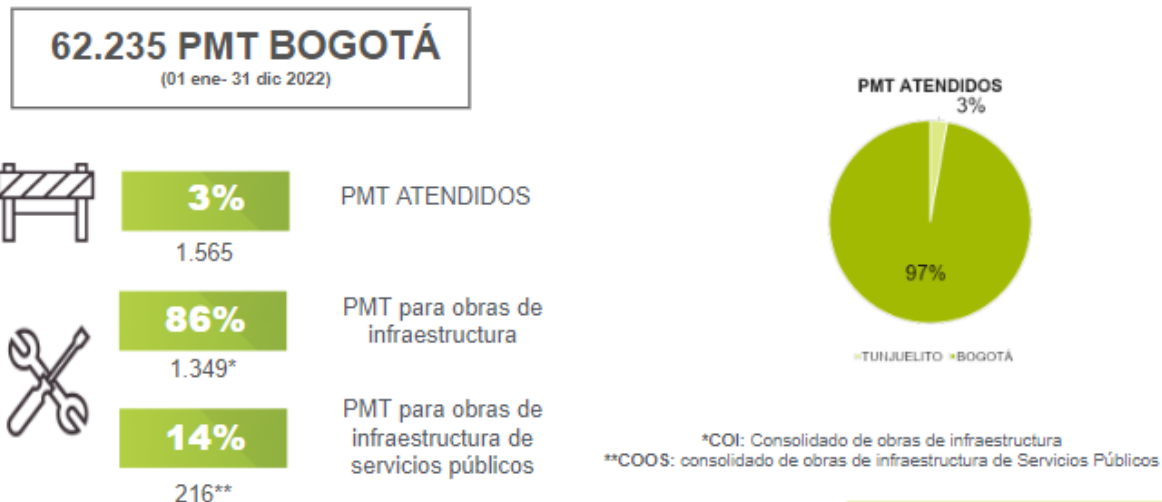 62.235 PMT BOGOTÁ
(01 ene- 31 dic 2022)
3%
PMT ATENDIDOS
1.565
86%
PMT para obras de
infraestructura
1.349*
14%
PMT para obras de
infraestructura de
servicios públicos
216**
PMT ATENDIDOS
3%
97%
TUNJUELITO BOGOTÁ
*COI: Consolidado de obras de infraestructura
**COOS: consolidado de obras de infraestructura de Servicios Públicos